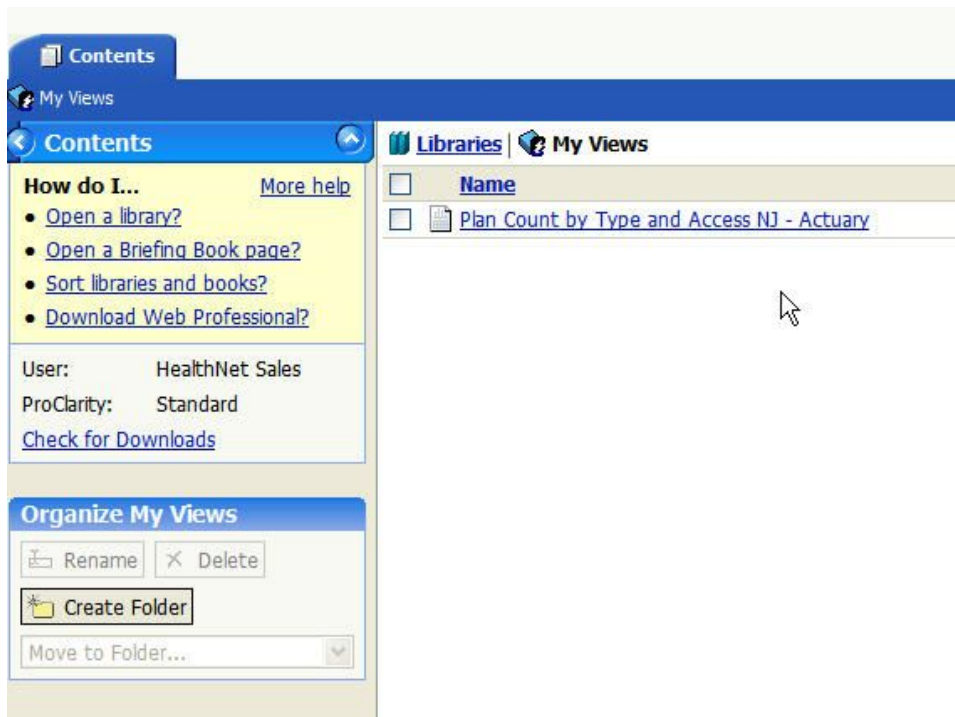 Contents
My Views
Contents
How do I... More help
• Open a library?
• Open a Briefing Book page?
• Sort libraries and books?
• Download Web Professional?
User: HealthNet Sales
ProClarity: Standard
Check for Downloads
Organize My Views
Rename Delete
Create Folder
Move to Folder...
Libraries | My Views
Name
Plan Count by Type and Access NJ - Actuary